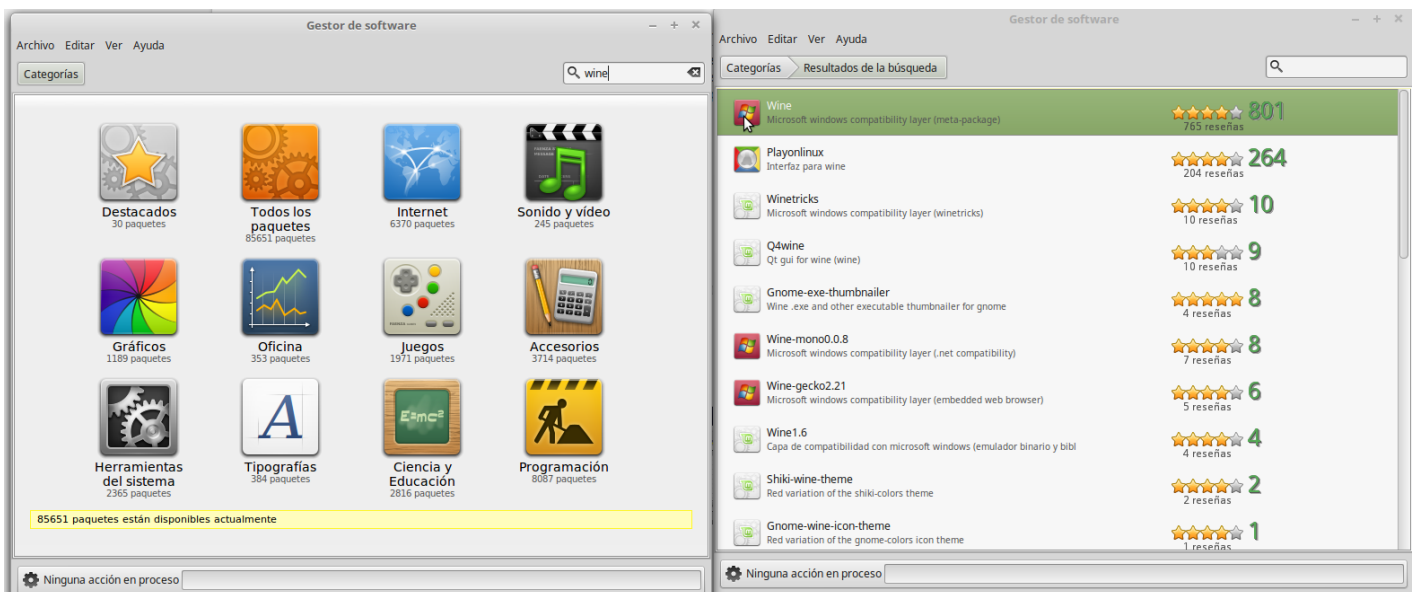 Gestor de software
Archivo Editar Ver Ayuda
Categorías
wine
Destacados
30 paquetes
Todos los
paquetes
85651 paquetes
Internet
6370 paquetes
Sonido y vídeo
245 paquetes
Gráficos
1189 paquetes
Oficina
353 paquetes
Juegos
1971 paquetes
Accesorios
3714 paquetes
Herramientas
del sistema
2365 paquetes
Tipografías
384 paquetes
E=mc²
Ciencia y
Educación
2816 paquetes
Programación
8087 paquetes
85651 paquetes están disponibles actualmente
Ninguna acción en proceso
Gestor de software
Archivo Editar Ver Ayuda
Categorías Resultados de la búsqueda
Wine 801
Microsoft windows compatibility layer (meta-package)
765 reseñas
Playonlinux 264
Interfaz para wine
204 reseñas
Winetricks 10
Microsoft windows compatibility layer (winetricks)
10 reseñas
Q4wine 9
Qt gui for wine (wine)
10 reseñas
Gnome-exe-thumbnailer 8
Wine .exe and other executable thumbnailer for gnome
4 reseñas
Wine-mono0.0.8 8
Microsoft windows compatibility layer (.net compatibility)
7 reseñas
Wine-gecko2.21 6
Microsoft windows compatibility layer (embedded web browser)
5 reseñas
Wine1.6 4
Capa de compatibilidad con microsoft windows (emulador binario y bibl
4 reseñas
Shiki-wine-theme 2
Red variation of the shiki-colors theme
2 reseñas
Gnome-wine-icon-theme 1
Red variation of the gnome-colors icon theme
1 reseñas
Ninguna acción en proceso